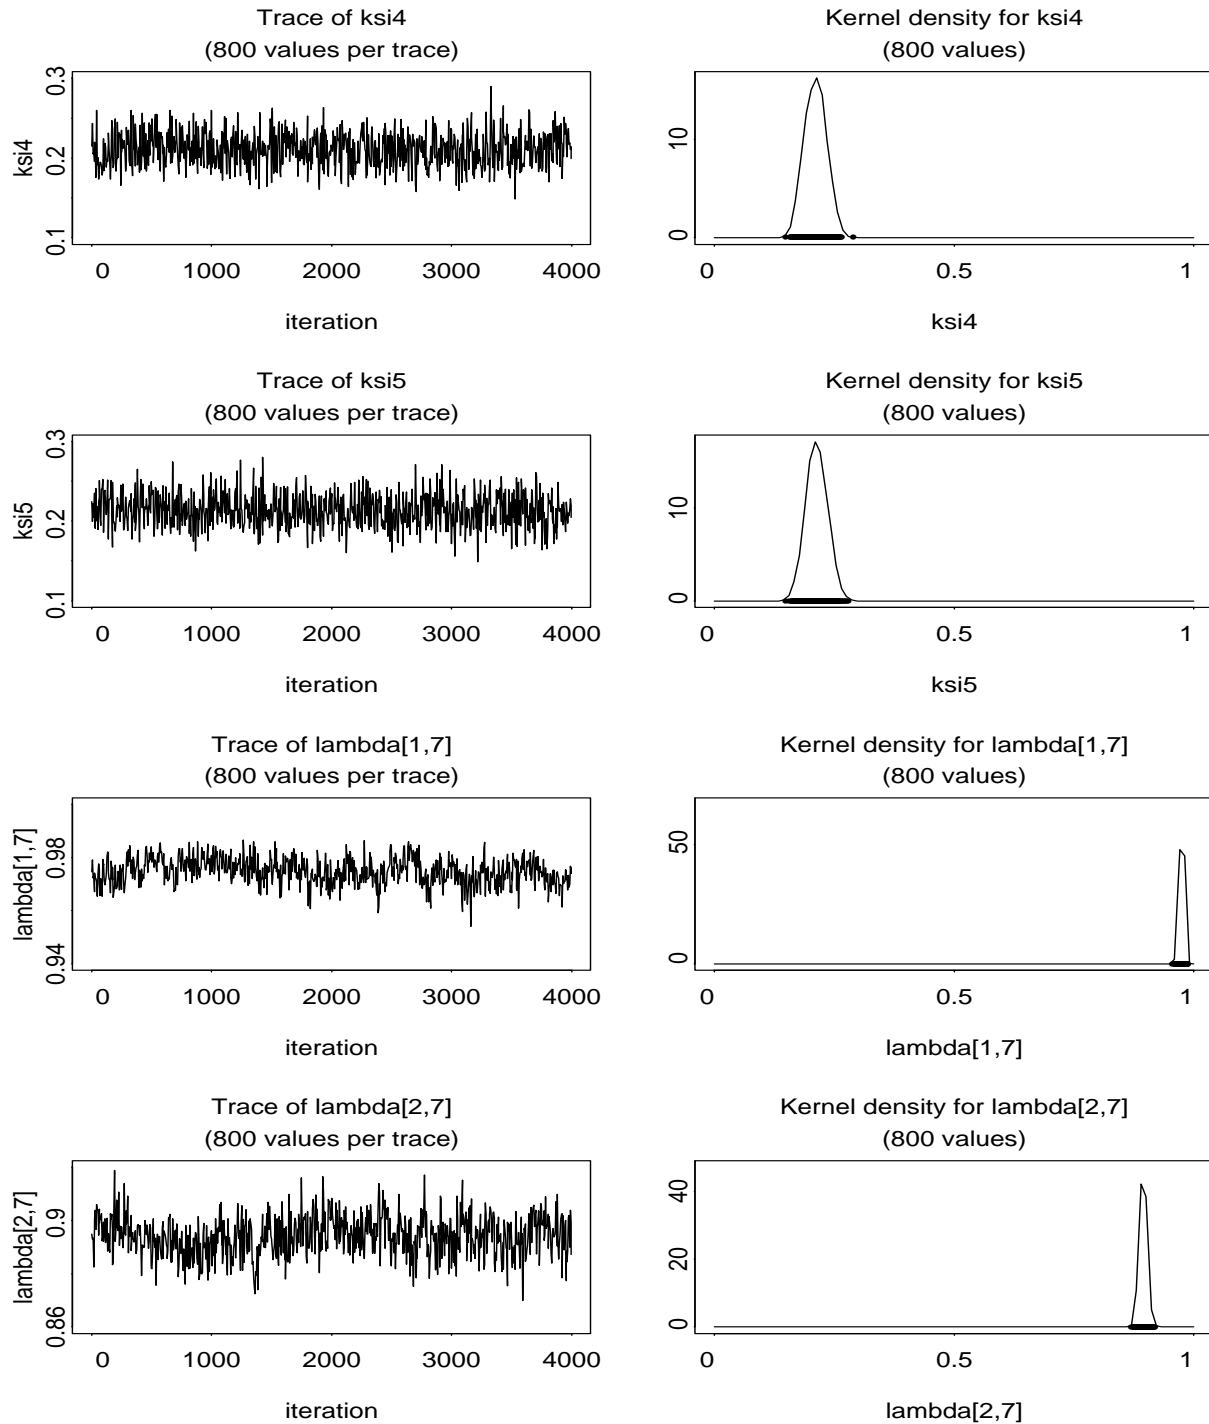 Trace of ksi4
(800 values per trace)
ksi4
0.3
0.2
0.1
0 1000 2000 3000 4000
iteration
Kernel density for ksi4
(800 values)
10
0
0 0.5 1
ksi4
Trace of ksi5
(800 values per trace)
ksi5
0.3
0.2
0.1
0 1000 2000 3000 4000
iteration
Kernel density for ksi5
(800 values)
10
0
0 0.5 1
ksi5
Trace of lambda[1,7]
(800 values per trace)
lambda[1,7]
0.98
0.94
0 1000 2000 3000 4000
iteration
Kernel density for lambda[1,7]
(800 values)
50
0
0 0.5 1
lambda[1,7]
Trace of lambda[2,7]
(800 values per trace)
lambda[2,7]
0.9
0.86
0 1000 2000 3000 4000
iteration
Kernel density for lambda[2,7]
(800 values)
40
20
0
0 0.5 1
lambda[2,7]